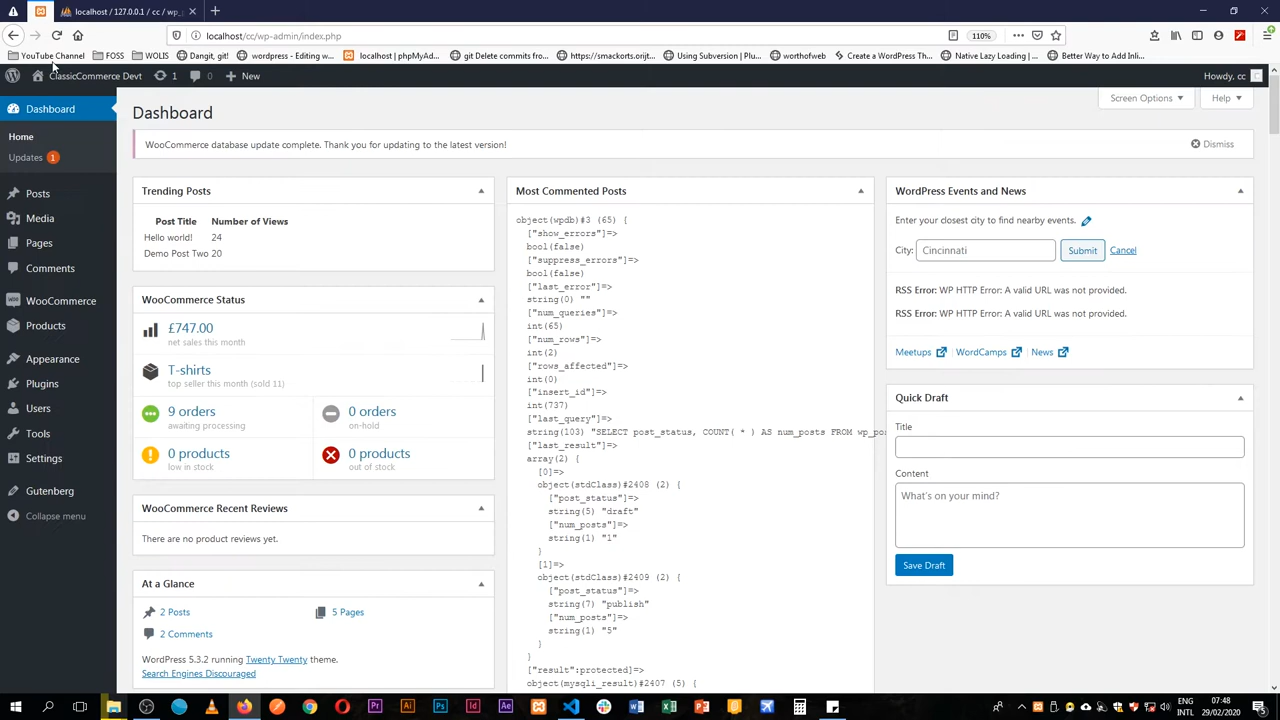 localhost / 127.0.0.1 / cc / wp_
localhost/cc/wp-admin/index.php
110%
YouTube Channel
FOSS
WOLIS
Dangit, git!
wordpress - Editing w...
localhost | phpMyAd...
git Delete commits fro...
https://smackorts.orijt...
Using Subversion | Pl...
worthofweb
Create a WordPress Th...
Native Lazy Loading |...
Better Way to Add Inli...
ClassicCommerce Devt
1
0
New
Howdy, cc
Dashboard
Home
Updates 1
Posts
Media
Pages
Comments
WooCommerce
Products
Appearance
Plugins
Users
Tools
Settings
Gutenberg
Collapse menu
Dashboard
Screen Options
Help
WooCommerce database update complete. Thank you for updating to the latest version!
Dismiss
Trending Posts
Post Title Number of Views
Hello world! 24
Demo Post Two 20
WooCommerce Status
£747.00
net sales this month
T-shirts
top seller this month (sold 11)
9 orders
awaiting processing
0 orders
on-hold
0 products
low in stock
0 products
out of stock
WooCommerce Recent Reviews
There are no product reviews yet.
At a Glance
2 Posts
5 Pages
2 Comments
WordPress 5.3.2 running Twenty Twenty theme.
Search Engines Discouraged
Most Commented Posts
object(wpdb)#3 (65) {
["show_errors"]=>
bool(false)
["suppress_errors"]=>
bool(false)
["last_error"]=>
string(0) ""
["num_queries"]=>
int(65)
["num_rows"]=>
int(2)
["rows_affected"]=>
int(0)
["insert_id"]=>
int(737)
["last_query"]=>
string(103) "SELECT post_status, COUNT( * ) AS num_posts FROM wp_po
["last_result"]=>
array(2) {
[0]=>
object(stdClass)#2408 (2) {
["post_status"]=>
string(5) "draft"
["num_posts"]=>
string(1) "1"
}
[1]=>
object(stdClass)#2409 (2) {
["post_status"]=>
string(7) "publish"
["num_posts"]=>
string(1) "5"
}
}
["result":protected]=>
object(mysqli_result)#2407 (5) {
WordPress Events and News
Enter your closest city to find nearby events.
City: Cincinnati
Submit
Cancel
RSS Error: WP HTTP Error: A valid URL was not provided.
RSS Error: WP HTTP Error: A valid URL was not provided.
Meetups
WordCamps
News
Quick Draft
Title
Content
What's on your mind?
Save Draft
Pr
Ai
Ps
Id
Ae
ENG
INTL
07:48
29/02/2020